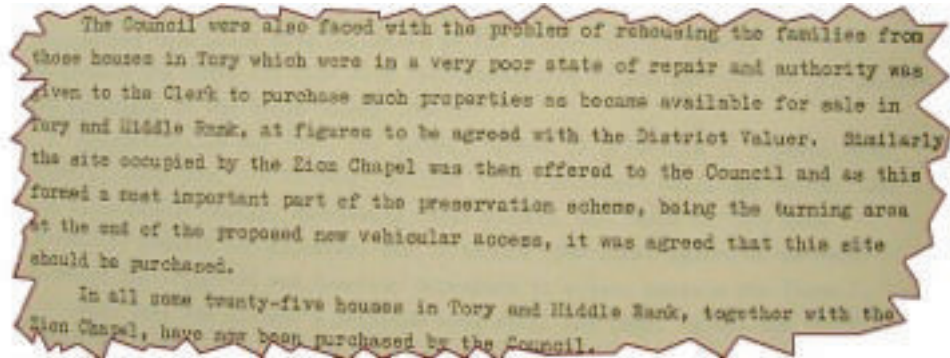 The Council were also faced with the problem of rehousing the families from
those houses in Tory which were in a very poor state of repair and authority was
given to the Clerk to purchase such properties as became available for sale in
Tory and Middle Rank, at figures to be agreed with the District Valuer. Similarly
the site occupied by the Zion Chapel was then offered to the Council and as this
formed a most important part of the preservation scheme, being the turning area
at the end of the proposed new vehicular access, it was agreed that this site
should be purchased.
In all some twenty-five houses in Tory and Middle Rank, together with the
Zion Chapel, have now been purchased by the Council.